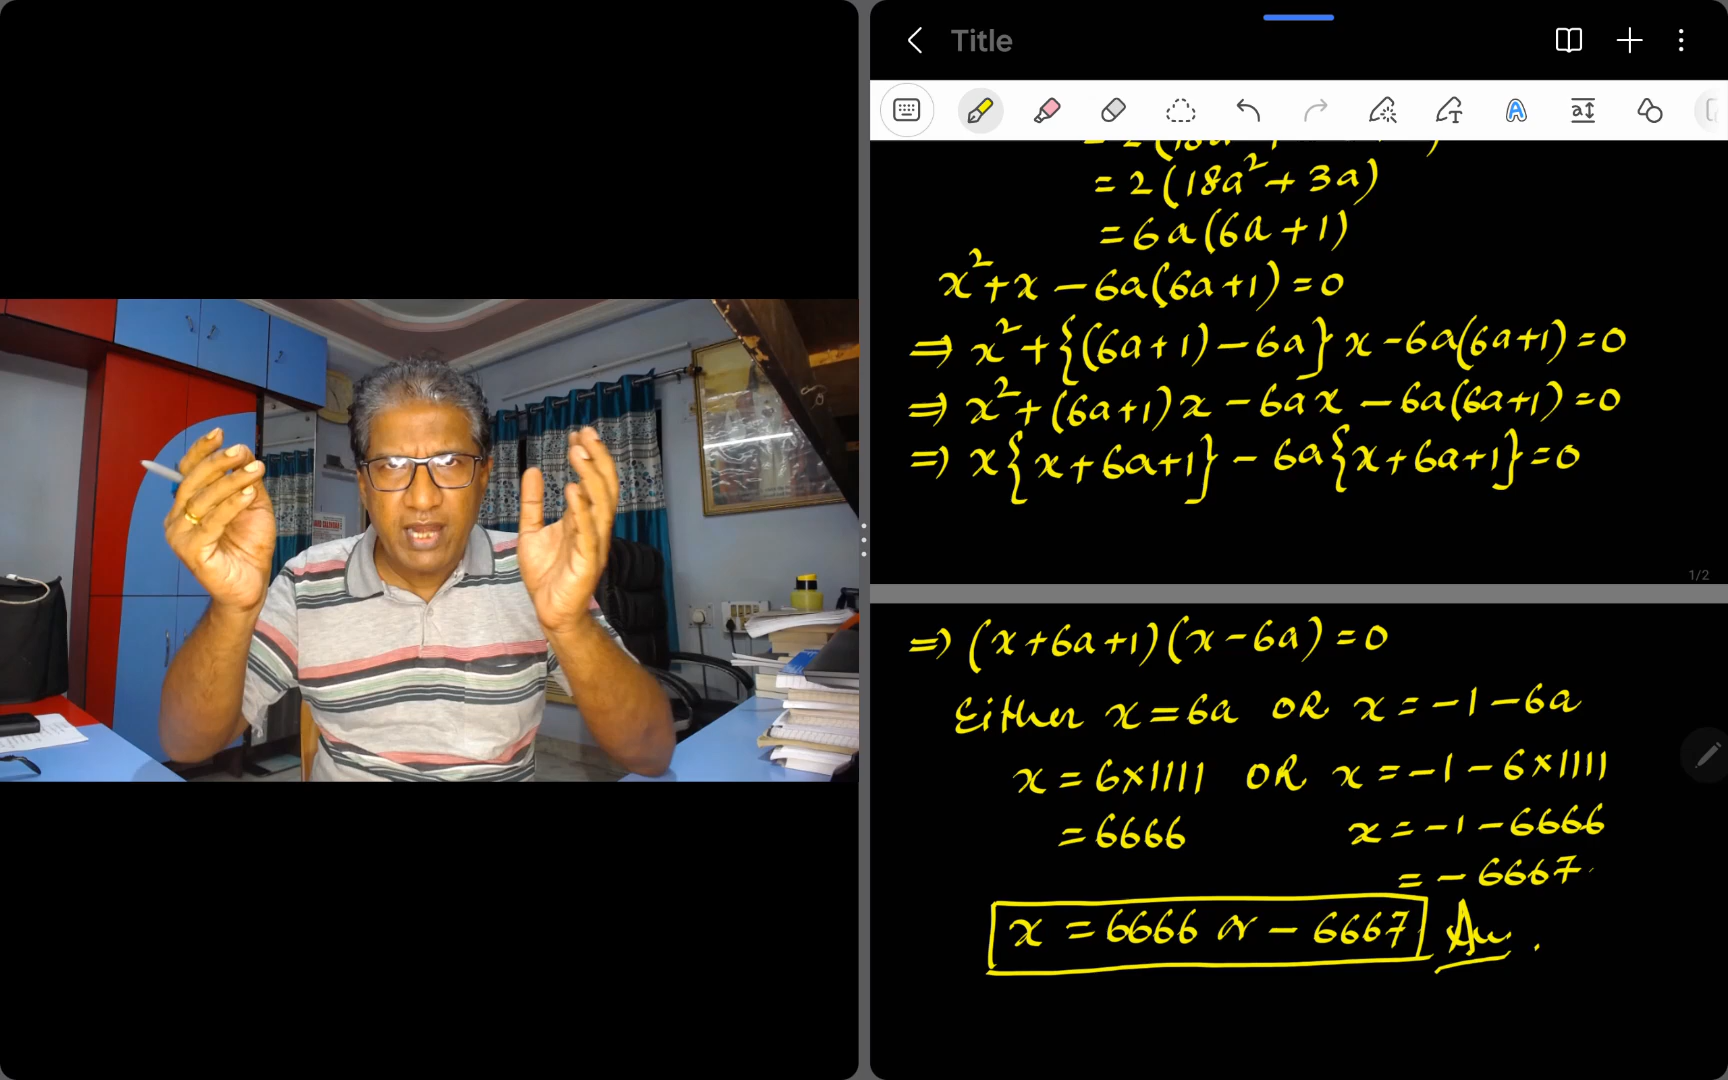 Title
= 2(18a² + 3a)
= 6a(6a+1)
x²+x - 6a(6a+1) = 0
⇒ x² + {(6a+1) - 6a} x - 6a(6a+1) = 0
⇒ x² + (6a+1)x - 6ax - 6a(6a+1) = 0
⇒ x{x+6a+1} - 6a{x+6a+1} = 0
1/2
⇒ (x+6a+1)(x-6a) = 0
Either x = 6a OR x = -1-6a
x = 6×1111 OR x = -1-6×1111
= 6666 x = -1-6666
= -6667
x = 6666 or -6667 Ans.